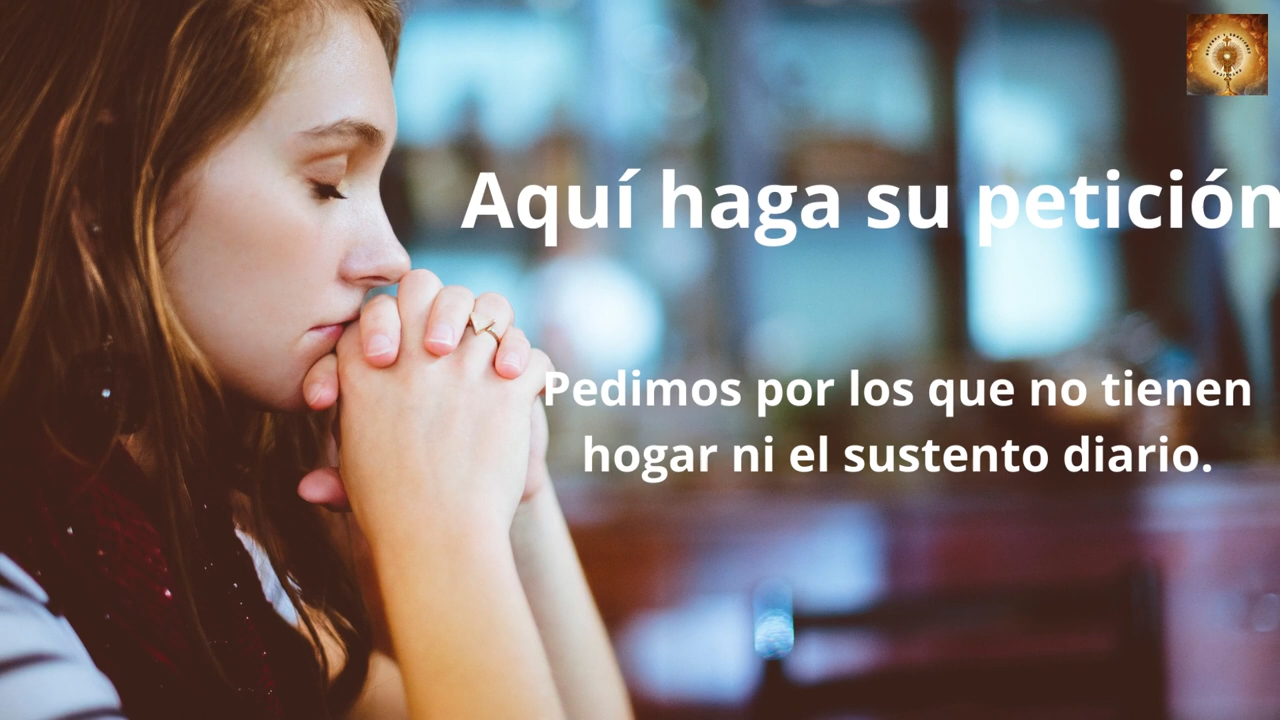 Aquí haga su petición
Pedimos por los que no tienen
hogar ni el sustento diario.